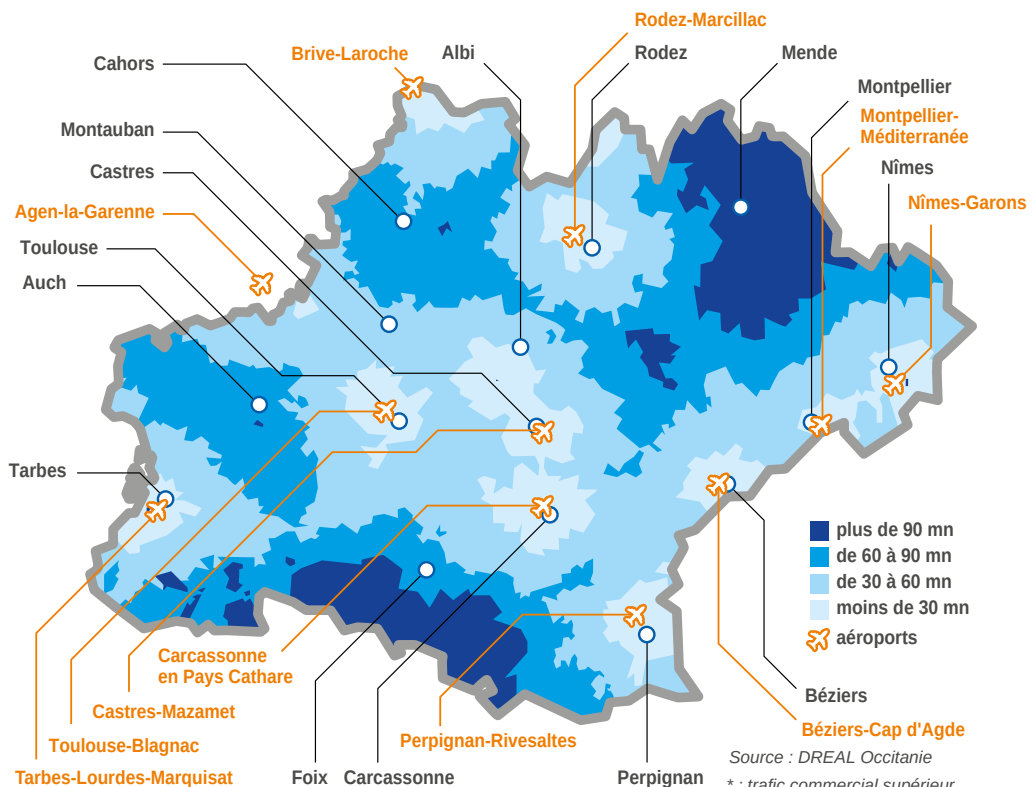 Rodez-Marcillac
Brive-Laroche
Albi
Rodez
Mende
Cahors
Montpellier
Montpellier-
Méditerranée
Montauban
Nîmes
Castres
Nîmes-Garons
Agen-la-Garenne
Toulouse
Auch
Tarbes
plus de 90 mn
de 60 à 90 mn
de 30 à 60 mn
moins de 30 mn
aéroports
Carcassonne
en Pays Cathare
Castres-Mazamet
Toulouse-Blagnac
Tarbes-Lourdes-Marquisat
Foix
Carcassonne
Perpignan-Rivesaltes
Perpignan
Béziers
Béziers-Cap d'Agde
Source : DREAL Occitanie
* : trafic commercial supérieur